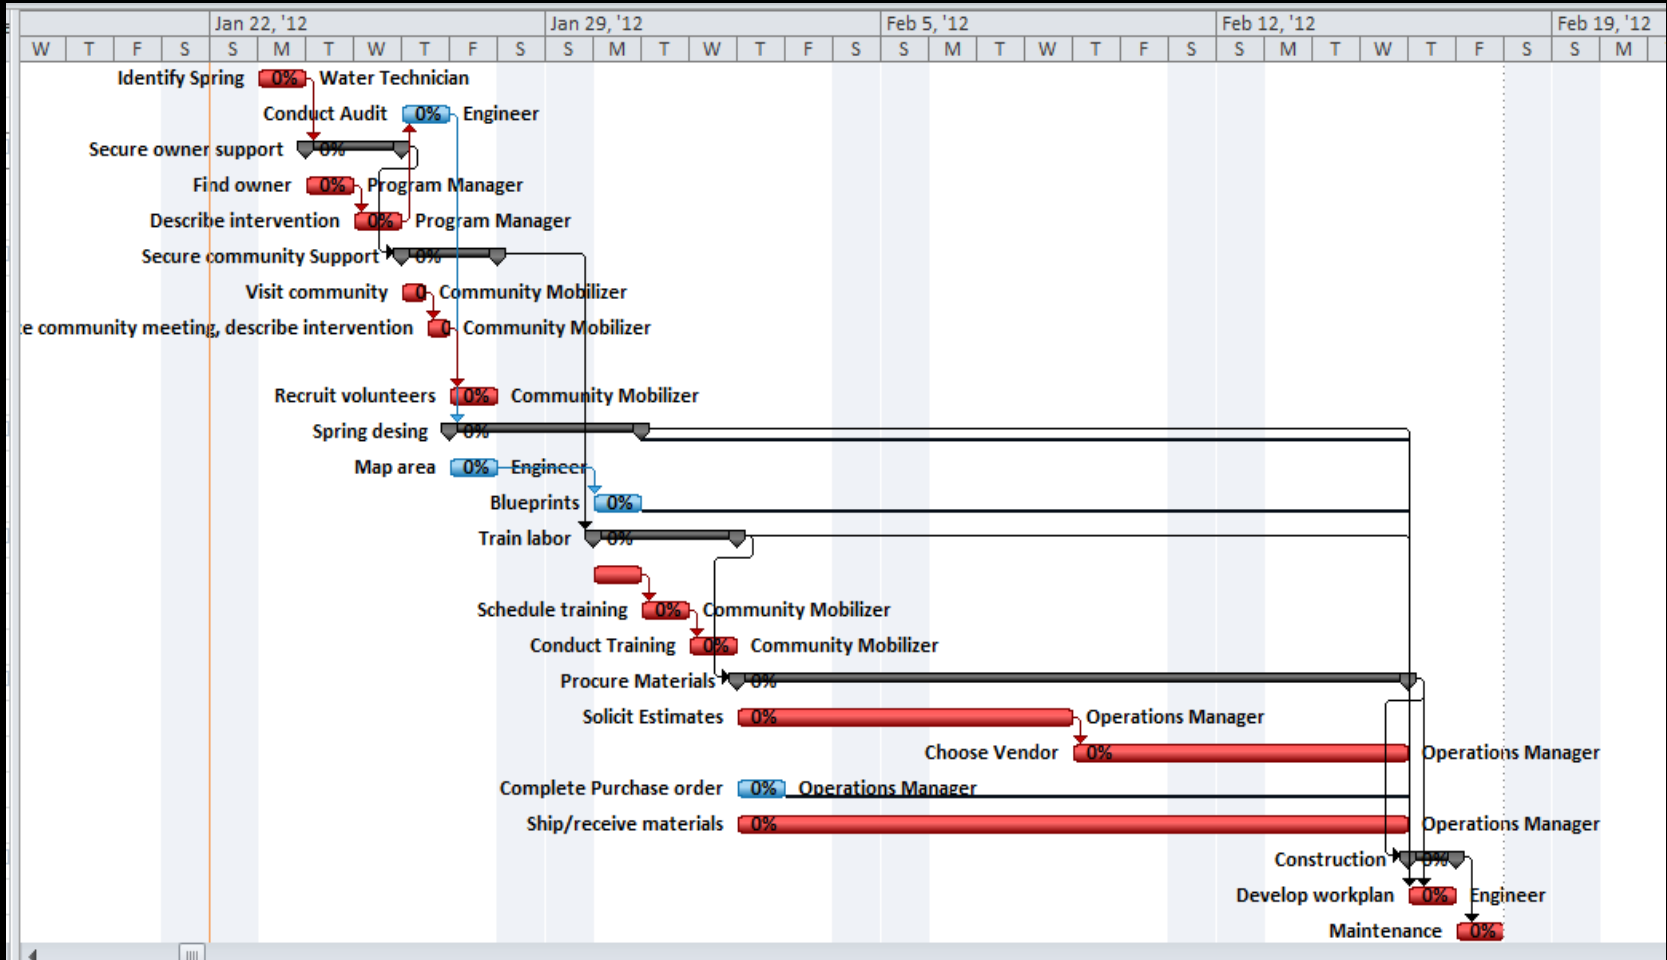 Jan 22, '12 Jan 29, '12 Feb 5, '12 Feb 12, '12 Feb 19, '12
W T F S S M T W T F S S M T W T F S S M T W T F S S M T W T F S S M
Identify Spring 0% Water Technician
Conduct Audit 0% Engineer
Secure owner support 0%
Find owner 0% Program Manager
Describe intervention 0% Program Manager
Secure community Support 0%
Visit community 0 Community Mobilizer
e community meeting, describe intervention 0 Community Mobilizer
Recruit volunteers 0% Community Mobilizer
Spring desing 0%
Map area 0% Engineer
Blueprints 0%
Train labor 0%
Schedule training 0% Community Mobilizer
Conduct Training 0% Community Mobilizer
Procure Materials 0%
Solicit Estimates 0% Operations Manager
Choose Vendor 0% Operations Manager
Complete Purchase order 0% Operations Manager
Ship/receive materials 0% Operations Manager
Construction 0%
Develop workplan 0% Engineer
Maintenance 0%